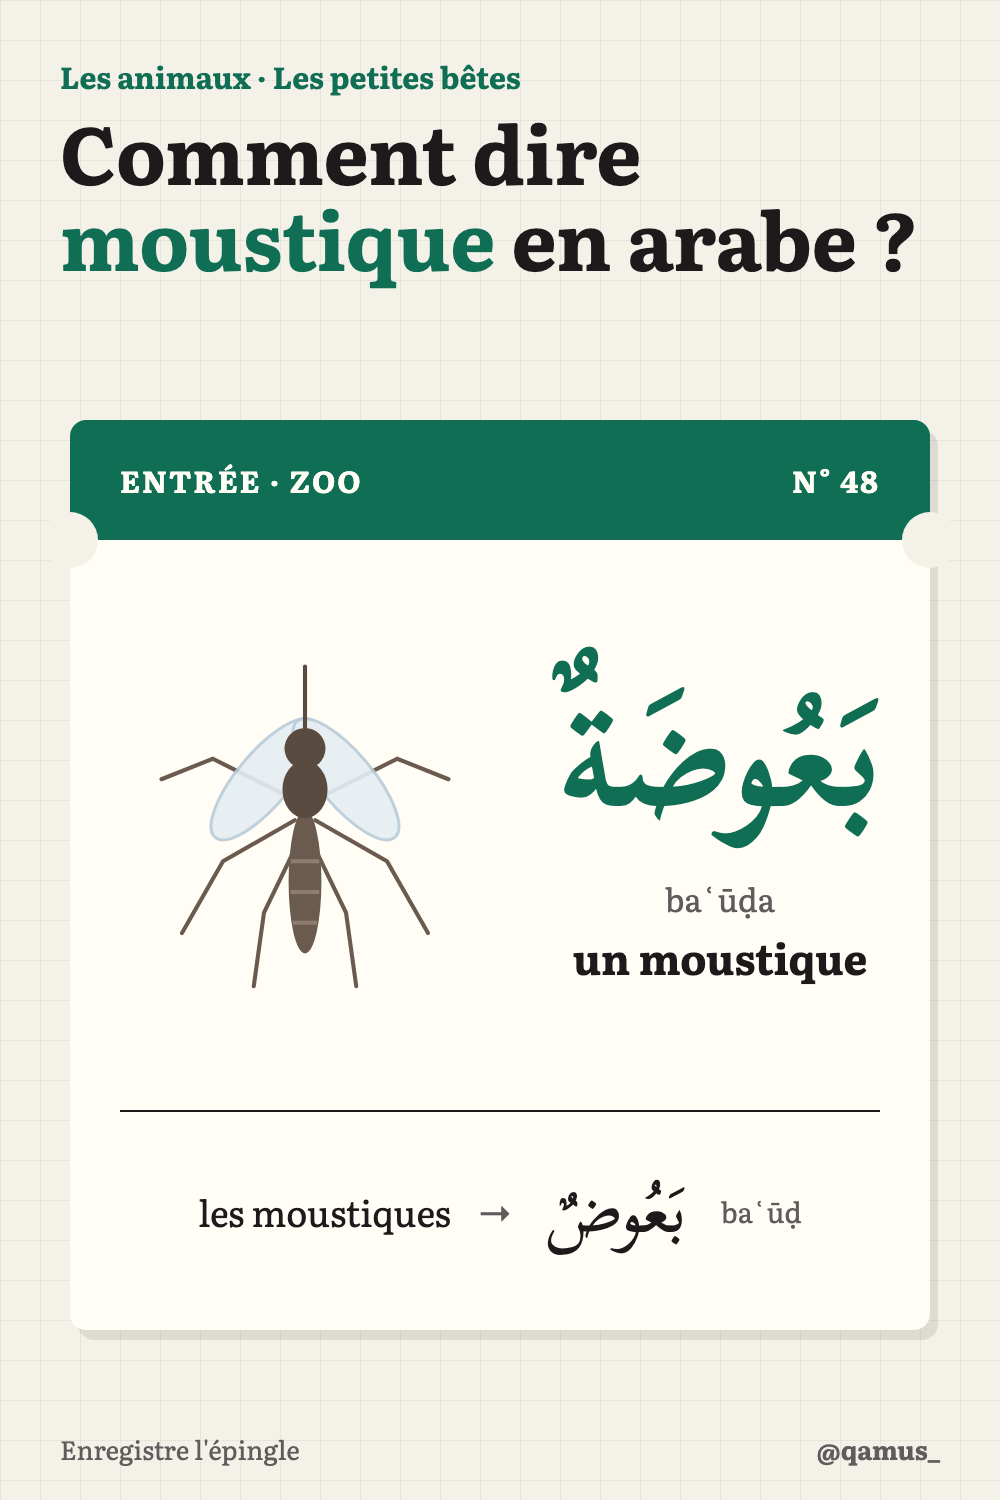 Les animaux · Les petites bêtes
Comment dire
moustique en arabe ?
ENTRÉE · ZOO
N° 48
بَعُوضَةٌ
baʿūḍa
un moustique
les moustiques → بَعُوضٌ baʿūḍ
Enregistre l'épingle
@qamus_